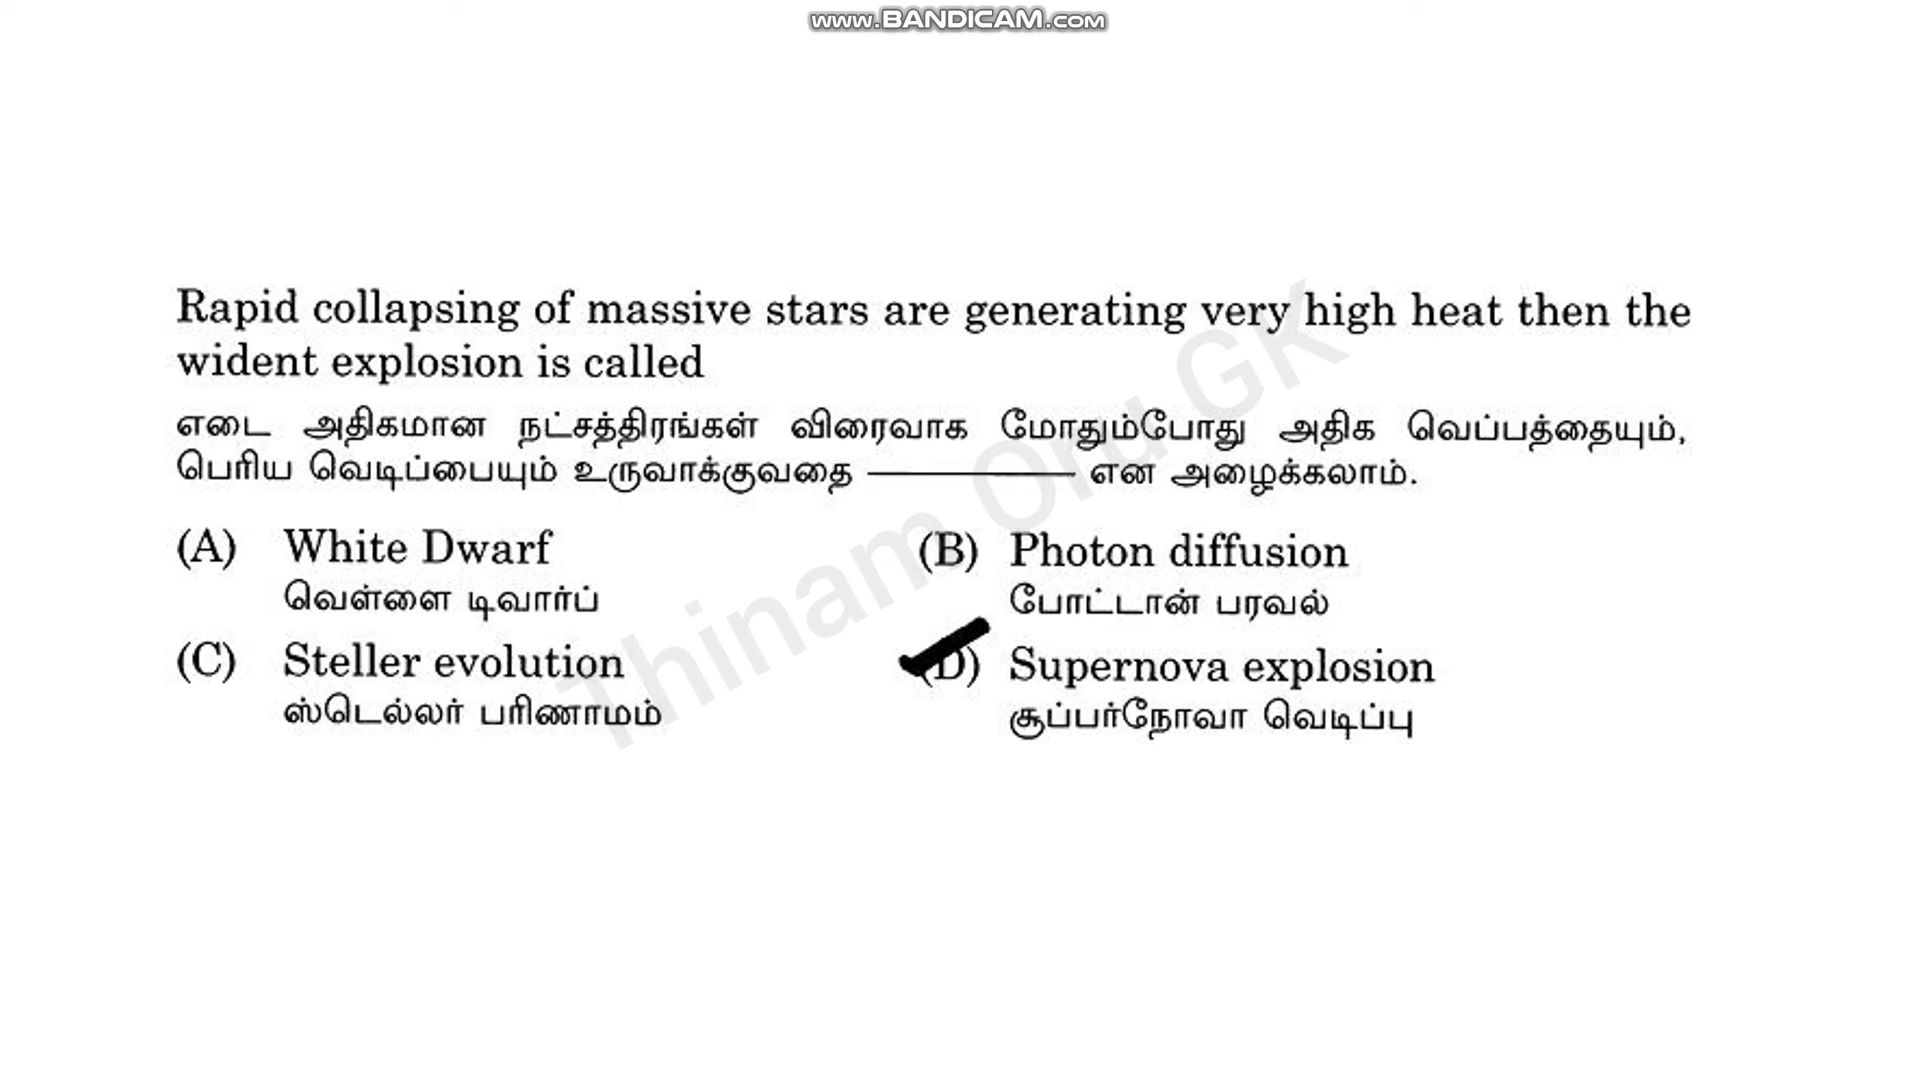 www.BANDICAM.com
Rapid collapsing of massive stars are generating very high heat then the
wident explosion is called
எடை அதிகமான நட்சத்திரங்கள் விரைவாக மோதும்போது அதிக வெப்பத்தையும்,
பெரிய வெடிப்பையும் உருவாக்குவதை ———— என அழைக்கலாம்.
(A) White Dwarf (B) Photon diffusion
வெள்ளை டிவார்ப் போட்டான் பரவல்
(C) Steller evolution (D) Supernova explosion
ஸ்டெல்லர் பரிணாமம் சூப்பர்நோவா வெடிப்பு
Thinam Oru GK